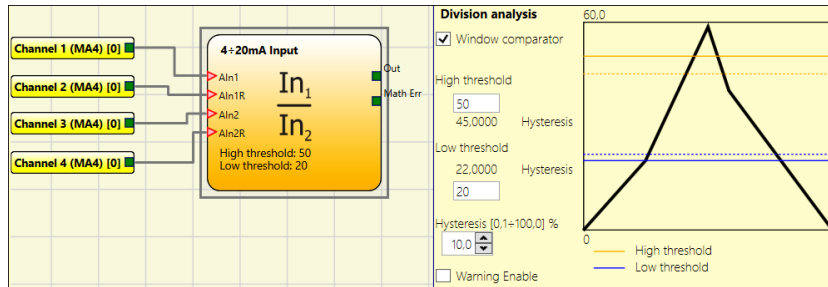 Channel 1 (MA4) [0]
Channel 2 (MA4) [0]
Channel 3 (MA4) [0]
Channel 4 (MA4) [0]
4÷20mA Input
AIn1
AIn1R
AIn2
AIn2R
In1
In2
Out
Math Err
High threshold: 50
Low threshold: 20
Division analysis
Window comparator
High threshold
50
45,0000 Hysteresis
Low threshold
22,0000 Hysteresis
20
Hysteresis [0,1÷100,0] %
10,0
Warning Enable
60,0
0
High threshold
Low threshold